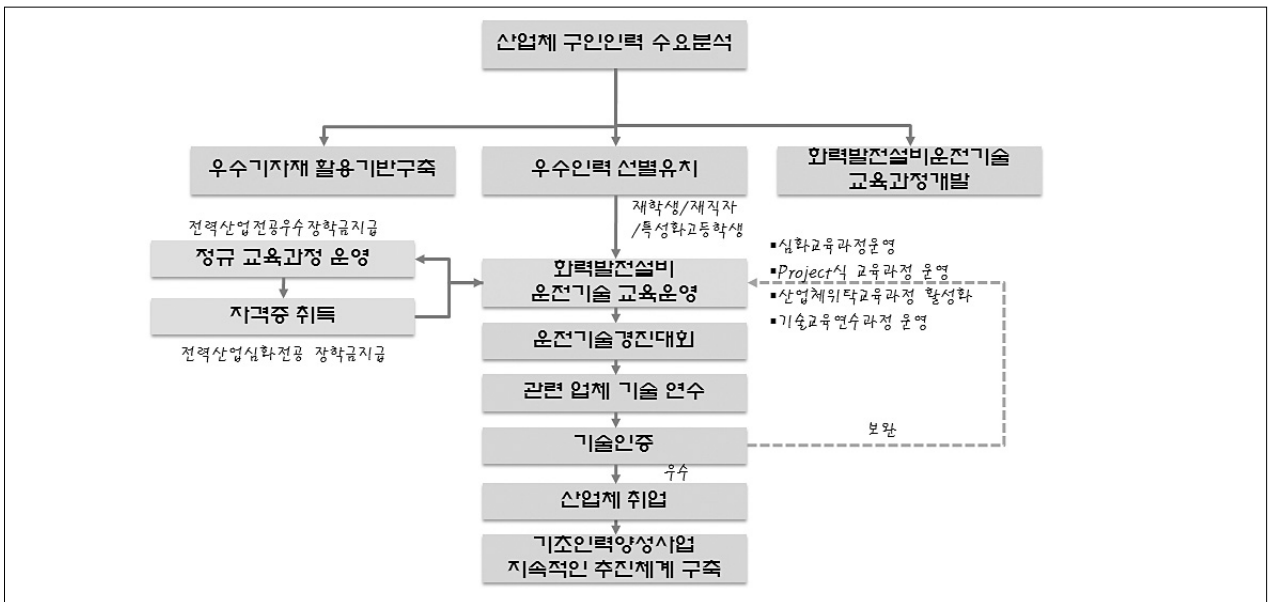 산업체 구인인력 수요분석
우수기자재 활용기반구축
우수인력 선별유치
화력발전설비운전기술
교육과정개발
재학생/재직자
/특성화고등학생
전력산업전공우수장학금지급
정규 교육과정 운영
자격증 취득
전력산업심화전공 장학금지급
화력발전설비
운전기술 교육운영
▪심화교육과정운영
▪Project식 교육과정 운영
▪산업체위탁교육과정 활성화
▪기술교육연수과정 운영
운전기술경진대회
관련 업체 기술 연수
기술인증
보완
우수
산업체 취업
기초인력양성사업
지속적인 추진체계 구축